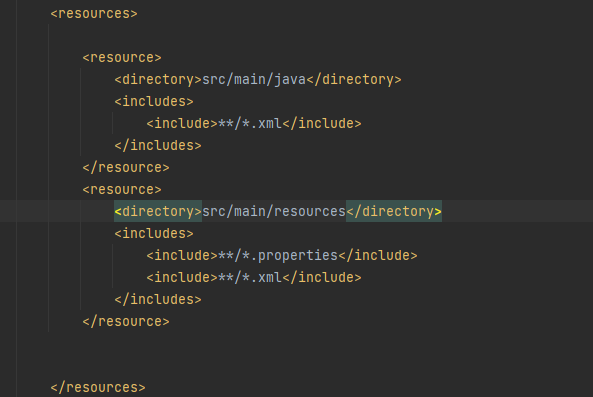 <resources>
<resource>
<directory>src/main/java</directory>
<includes>
<include>**/*.xml</include>
</includes>
</resource>
<resource>
<directory>src/main/resources</directory>
<includes>
<include>**/*.properties</include>
<include>**/*.xml</include>
</includes>
</resource>
</resources>